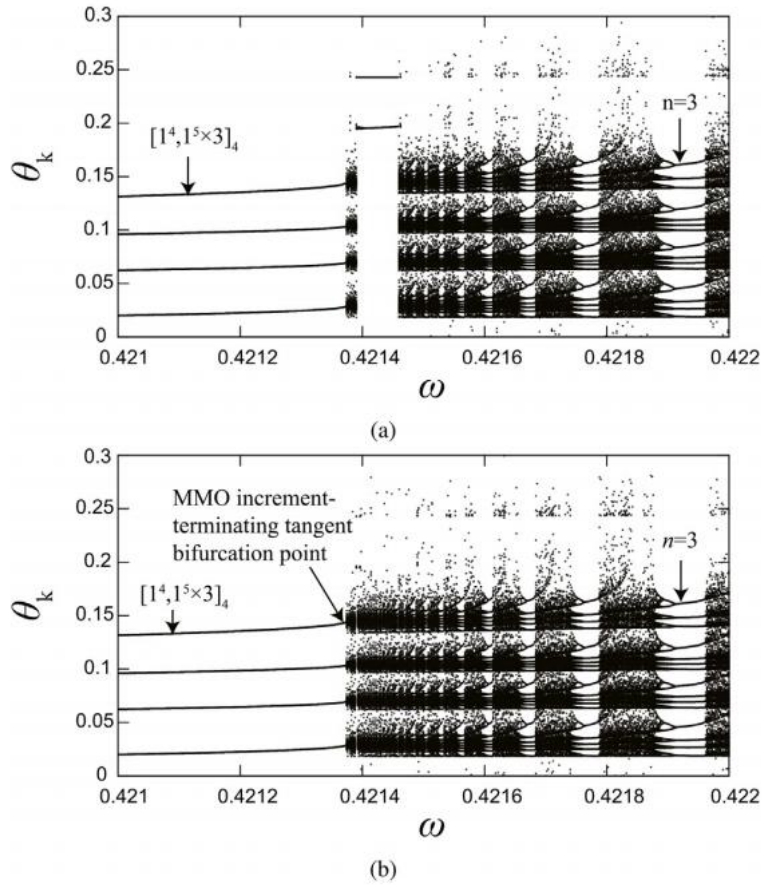 0.3
0.25
0.2
0.15
0.1
0.05
0
θk
[1⁴,1⁵×3]₄
n=3
0.421
0.4212
0.4214
0.4216
0.4218
0.422
ω
(a)
0.3
0.25
0.2
0.15
0.1
0.05
0
θk
MMO increment-
terminating tangent
bifurcation point
[1⁴,1⁵×3]₄
n=3
0.421
0.4212
0.4214
0.4216
0.4218
0.422
ω
(b)